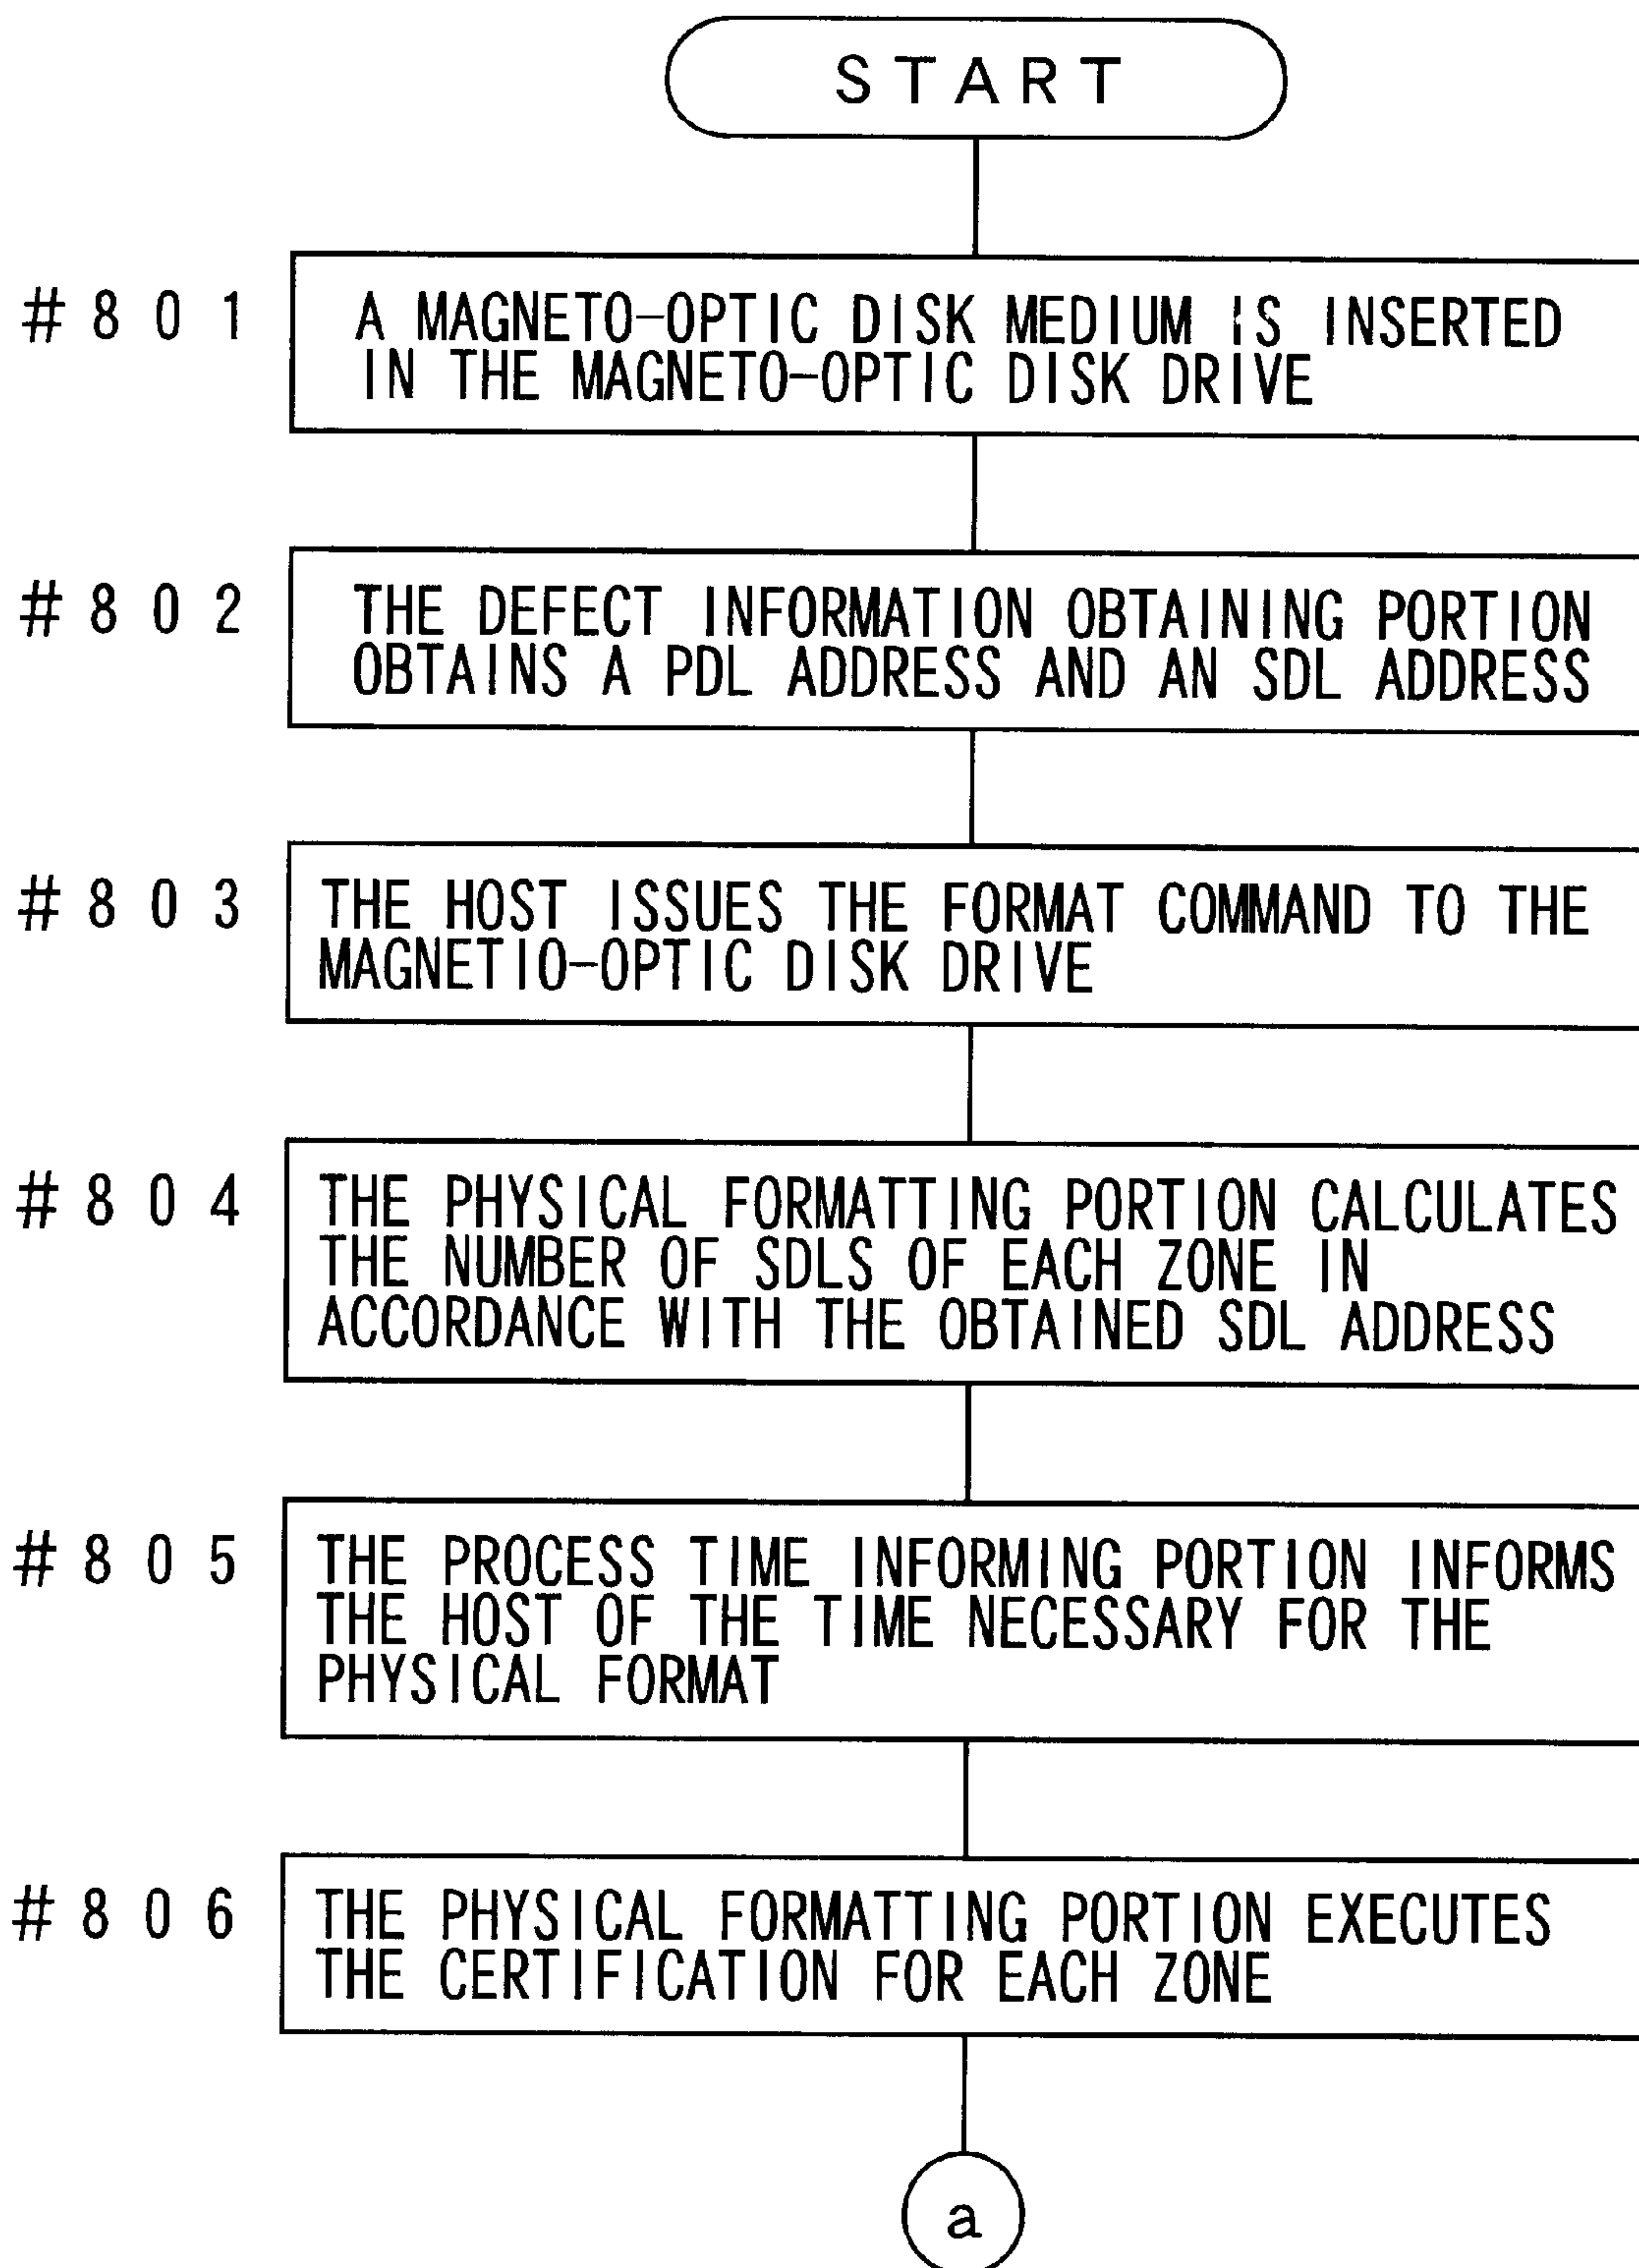 START
#801 A MAGNETO-OPTIC DISK MEDIUM IS INSERTED
IN THE MAGNETO-OPTIC DISK DRIVE
#802 THE DEFECT INFORMATION OBTAINING PORTION
OBTAINS A PDL ADDRESS AND AN SDL ADDRESS
#803 THE HOST ISSUES THE FORMAT COMMAND TO THE
MAGNETIO-OPTIC DISK DRIVE
#804 THE PHYSICAL FORMATTING PORTION CALCULATES
THE NUMBER OF SDLS OF EACH ZONE IN
ACCORDANCE WITH THE OBTAINED SDL ADDRESS
#805 THE PROCESS TIME INFORMING PORTION INFORMS
THE HOST OF THE TIME NECESSARY FOR THE
PHYSICAL FORMAT
#806 THE PHYSICAL FORMATTING PORTION EXECUTES
THE CERTIFICATION FOR EACH ZONE
a